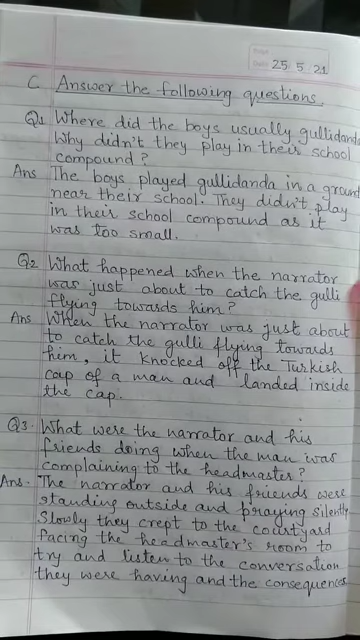 Date 25 5 21
C Answer the following questions.
Q1 Where did the boys usually gullidanda
Why didn't they play in their school
compound?
Ans The boys played gullidanda in a ground
near their school. They didn't play
in their school compound as it
was too small.
Q2 What happened when the narrator
was just about to catch the gulli
flying towards him?
Ans When the narrator was just about
to catch the gulli flying towards
him, it knocked off the Turkish
cap of a man and landed inside
the cap.
Q3. What were the narrator and his
friends doing when the man was
complaining to the headmaster?
Ans. The narrator and his friends were
standing outside and praying silently
Slowly they crept to the courtyard
facing the headmaster's room to
try and listen to the conversation
they were having and the consequences